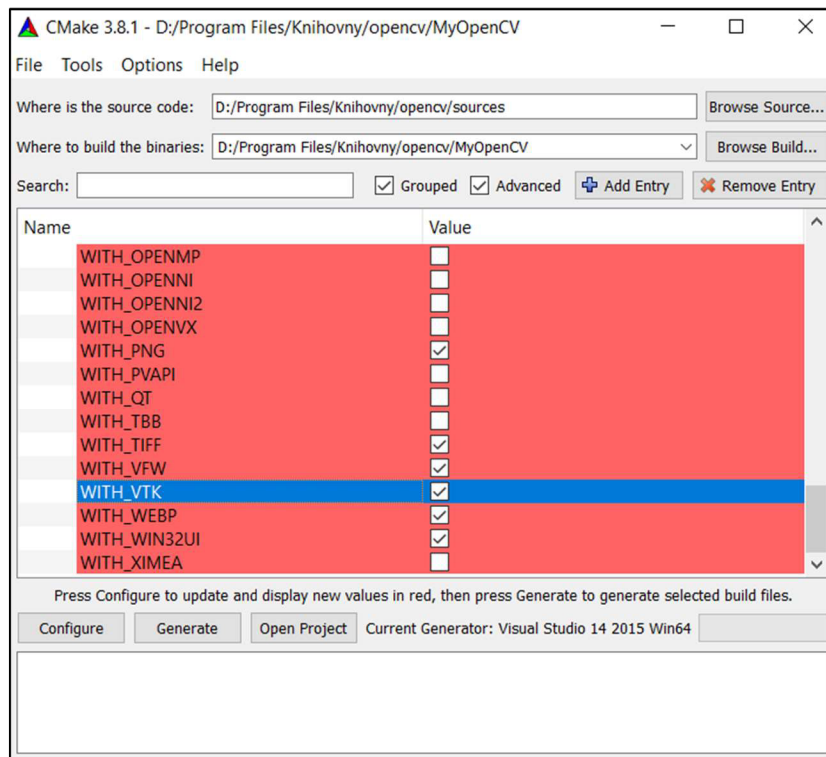 CMake 3.8.1 - D:/Program Files/Knihovny/opencv/MyOpenCV
File Tools Options Help
Where is the source code: D:/Program Files/Knihovny/opencv/sources Browse Source...
Where to build the binaries: D:/Program Files/Knihovny/opencv/MyOpenCV Browse Build...
Search: Grouped Advanced Add Entry Remove Entry
Name Value
WITH_OPENMP
WITH_OPENNI
WITH_OPENNI2
WITH_OPENVX
WITH_PNG
WITH_PVAPI
WITH_QT
WITH_TBB
WITH_TIFF
WITH_VFW
WITH_VTK
WITH_WEBP
WITH_WIN32UI
WITH_XIMEA
Press Configure to update and display new values in red, then press Generate to generate selected build files.
Configure Generate Open Project Current Generator: Visual Studio 14 2015 Win64